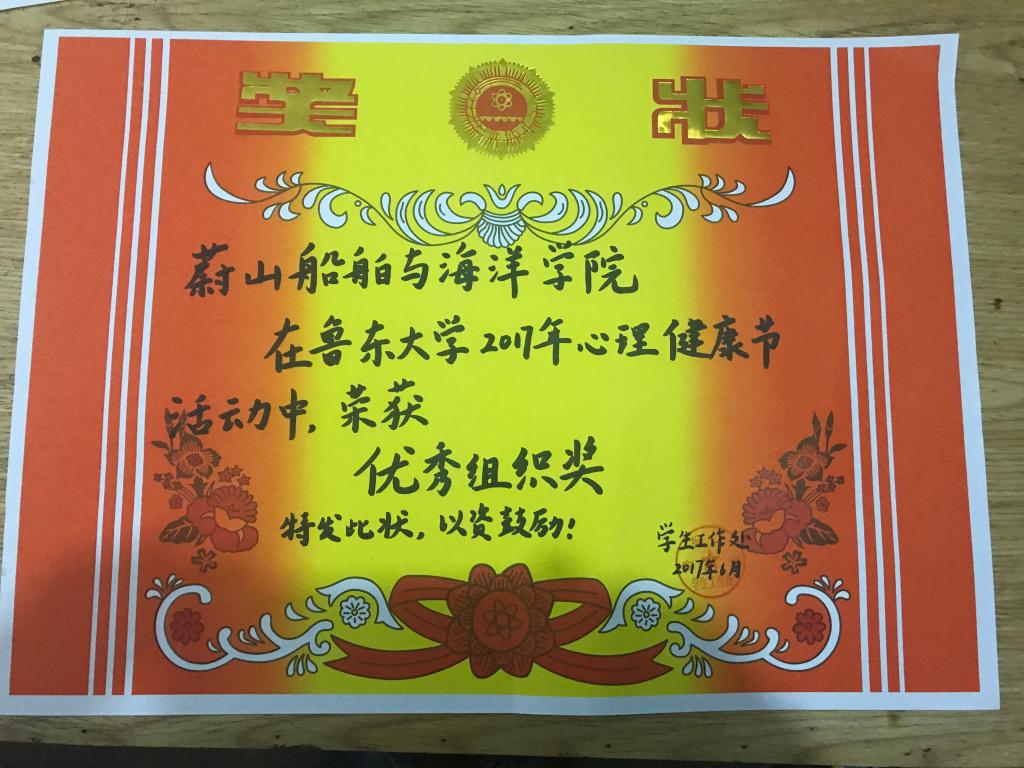 奖状
蔚山船舶与海洋学院
在鲁东大学2017年心理健康节
活动中，荣获
优秀组织奖
特发此状，以资鼓励！
学生工作处
2017年6月